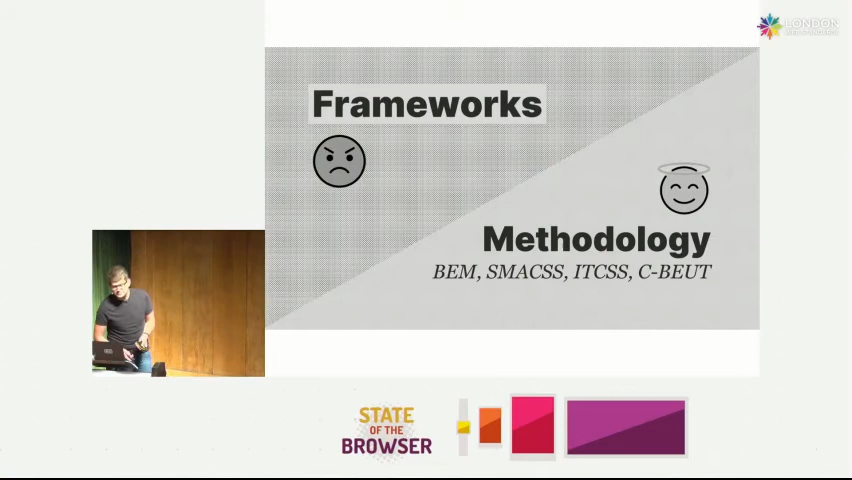 LONDON
Frameworks
Methodology
BEM, SMACSS, ITCSS, C-BEUT
STATE
OF THE
BROWSER